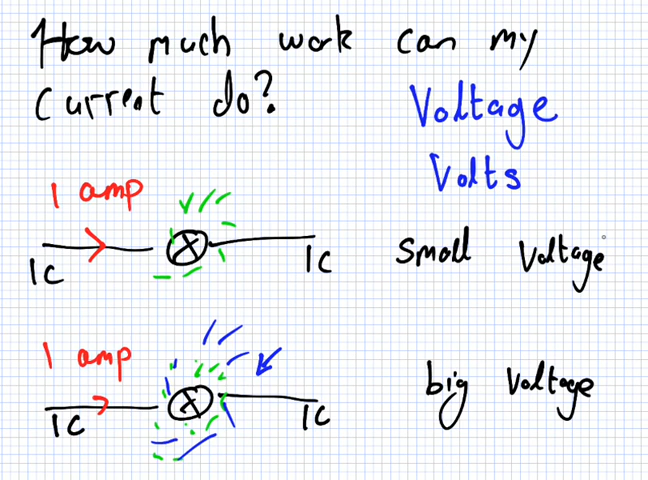 How much work can my
current do? Voltage
Volts
1 amp
1C 1C small Voltage
1 amp
1C 1C big Voltage